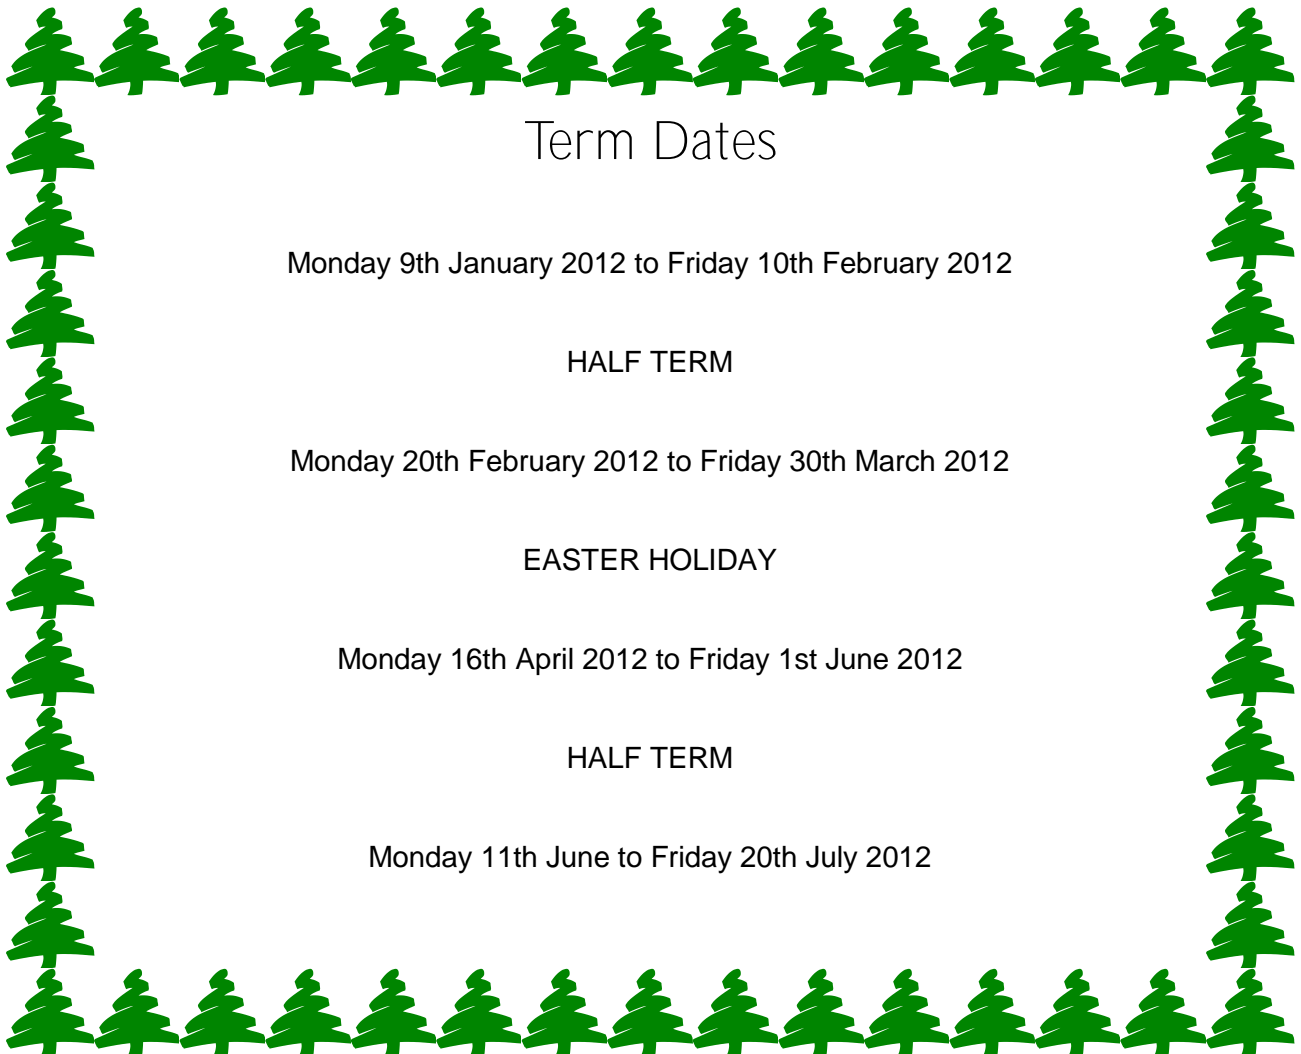 Term Dates
Monday 9th January 2012 to Friday 10th February 2012
HALF TERM
Monday 20th February 2012 to Friday 30th March 2012
EASTER HOLIDAY
Monday 16th April 2012 to Friday 1st June 2012
HALF TERM
Monday 11th June to Friday 20th July 2012